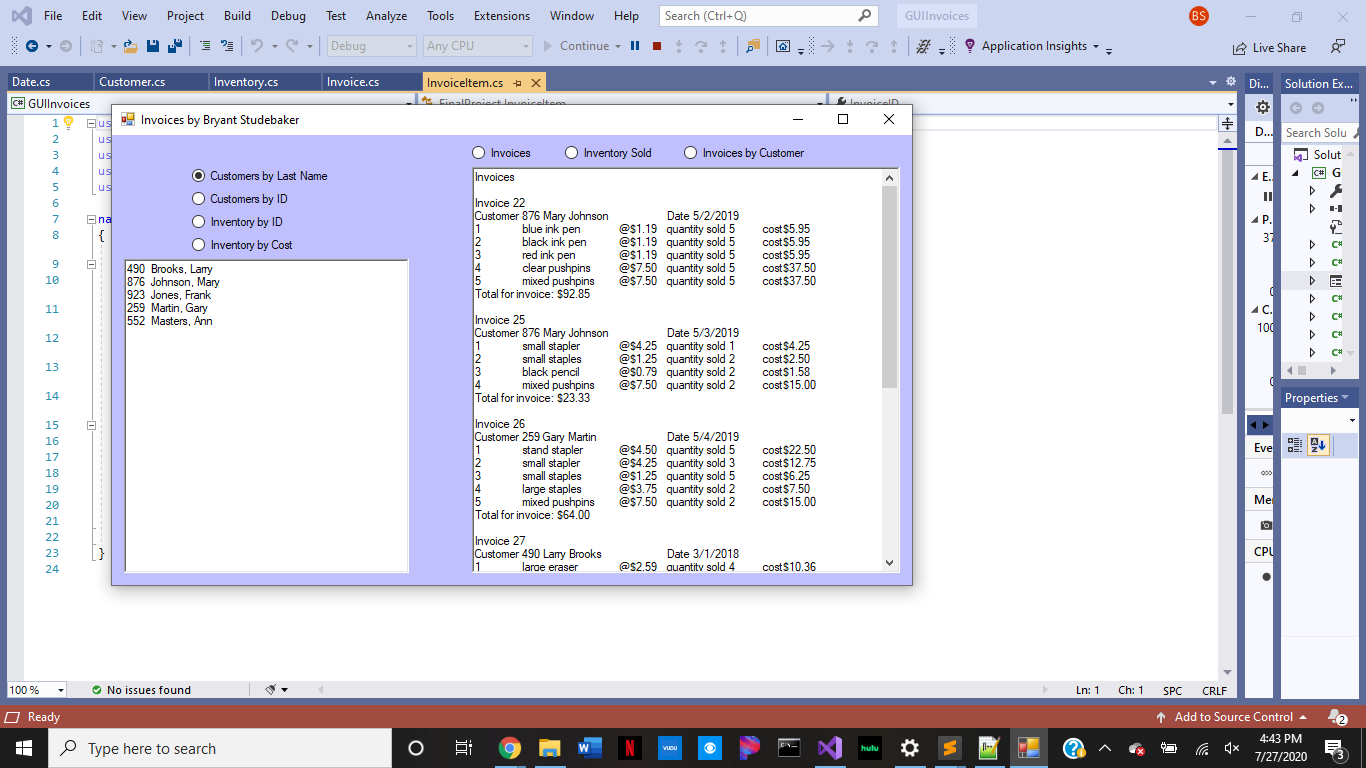 File Edit View Project Build Debug Test Analyze Tools Extensions Window Help Search (Ctrl+Q) GUIInvoices BS
Debug Any CPU Continue Application Insights Live Share
Date.cs Customer.cs Inventory.cs Invoice.cs InvoiceItem.cs Di... Solution Ex...
GUIInvoices FinalProject.InvoiceItem InvoiceID
Invoices by Bryant Studebaker
Customers by Last Name
Customers by ID
Inventory by ID
Inventory by Cost
490 Brooks, Larry
876 Johnson, Mary
923 Jones, Frank
259 Martin, Gary
552 Masters, Ann
Invoices Inventory Sold Invoices by Customer
Invoices
Invoice 22
Customer 876 Mary Johnson Date 5/2/2019
1 blue ink pen @$1.19 quantity sold 5 cost$5.95
2 black ink pen @$1.19 quantity sold 5 cost$5.95
3 red ink pen @$1.19 quantity sold 5 cost$5.95
4 clear pushpins @$7.50 quantity sold 5 cost$37.50
5 mixed pushpins @$7.50 quantity sold 5 cost$37.50
Total for invoice: $92.85
Invoice 25
Customer 876 Mary Johnson Date 5/3/2019
1 small stapler @$4.25 quantity sold 1 cost$4.25
2 small staples @$1.25 quantity sold 2 cost$2.50
3 black pencil @$0.79 quantity sold 2 cost$1.58
4 mixed pushpins @$7.50 quantity sold 2 cost$15.00
Total for invoice: $23.33
Invoice 26
Customer 259 Gary Martin Date 5/4/2019
1 stand stapler @$4.50 quantity sold 5 cost$22.50
2 small stapler @$4.25 quantity sold 3 cost$12.75
3 small staples @$1.25 quantity sold 5 cost$6.25
4 large staples @$3.75 quantity sold 2 cost$7.50
5 mixed pushpins @$7.50 quantity sold 2 cost$15.00
Total for invoice: $64.00
Invoice 27
Customer 490 Larry Brooks Date 3/1/2018
1 large eraser @$2.59 quantity sold 4 cost$10.36
1 us
2 us
3 us
4 us
5 us
6
7 na
8 {
9
10
11
12
13
14
15
16
17
18
19
20
21
22
23 }
24
D...
E...
P...
37
0
C...
100
0
Eve
Me
CPU
Search Solu
Solut
G
C#
Properties
100 % No issues found Ln: 1 Ch: 1 SPC CRLF
Ready Add to Source Control 2
Type here to search N VUDU hulu 4:43 PM
7/27/2020 3